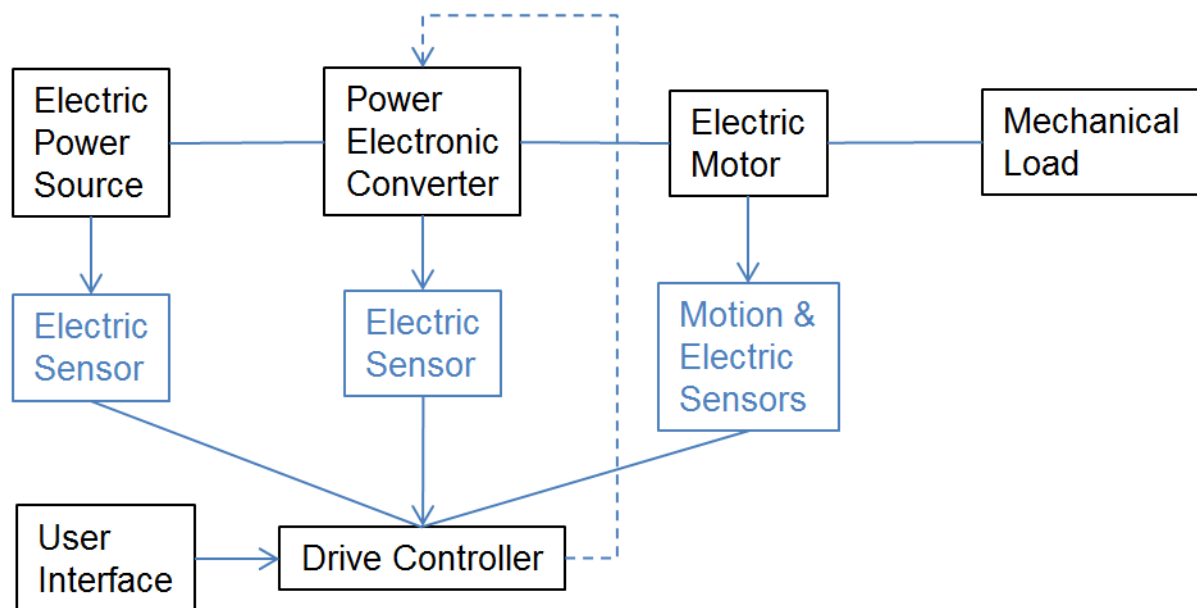 Electric
Power
Source
Power
Electronic
Converter
Electric
Motor
Mechanical
Load
Electric
Sensor
Electric
Sensor
Motion &
Electric
Sensors
User
Interface
Drive Controller